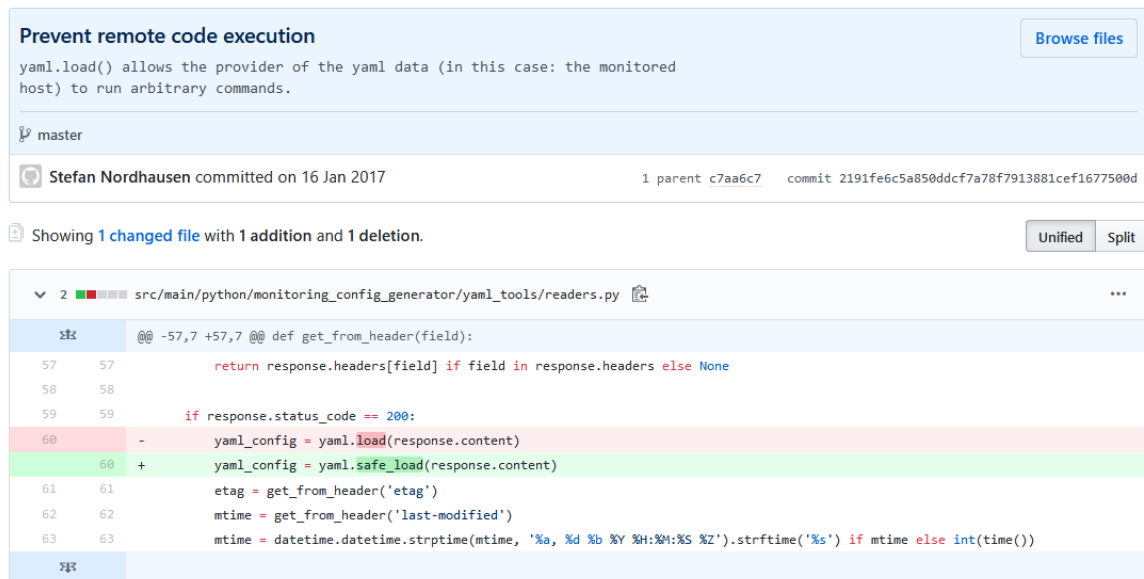 Prevent remote code execution
Browse files
yaml.load() allows the provider of the yaml data (in this case: the monitored
host) to run arbitrary commands.
master
Stefan Nordhausen committed on 16 Jan 2017
1 parent c7aa6c7 commit 2191fe6c5a850ddcf7a78f7913881cef1677500d
Showing 1 changed file with 1 addition and 1 deletion.
Unified Split
2 src/main/python/monitoring_config_generator/yaml_tools/readers.py
@@ -57,7 +57,7 @@ def get_from_header(field):
57 57 return response.headers[field] if field in response.headers else None
58 58
59 59 if response.status_code == 200:
60 - yaml_config = yaml.load(response.content)
60 + yaml_config = yaml.safe_load(response.content)
61 61 etag = get_from_header('etag')
62 62 mtime = get_from_header('last-modified')
63 63 mtime = datetime.datetime.strptime(mtime, '%a, %d %b %Y %H:%M:%S %Z').strftime('%s') if mtime else int(time())